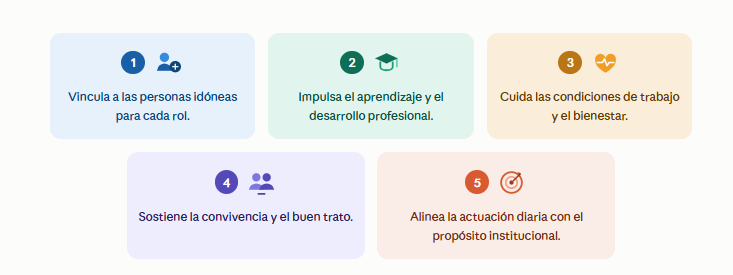 1
Vincula a las personas idóneas
para cada rol.
2
Impulsa el aprendizaje y el
desarrollo profesional.
3
Cuida las condiciones de trabajo
y el bienestar.
4
Sostiene la convivencia y el buen trato.
5
Alinea la actuación diaria con el
propósito institucional.